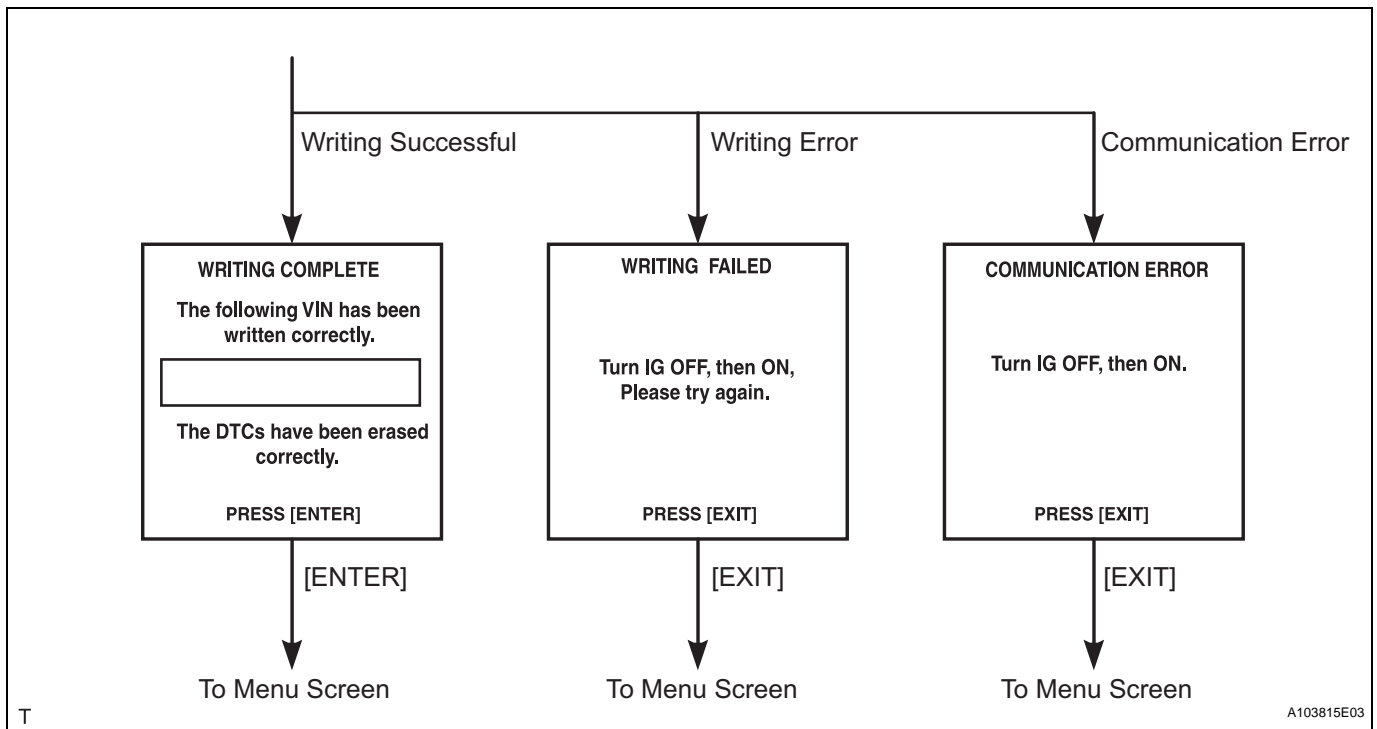 Writing Successful
Writing Error
Communication Error
WRITING COMPLETE
The following VIN has been
written correctly.
The DTCs have been erased
correctly.
PRESS [ENTER]
WRITING FAILED
Turn IG OFF, then ON,
Please try again.
PRESS [EXIT]
COMMUNICATION ERROR
Turn IG OFF, then ON.
PRESS [EXIT]
[ENTER]
[EXIT]
[EXIT]
To Menu Screen
To Menu Screen
To Menu Screen
T
A103815E03